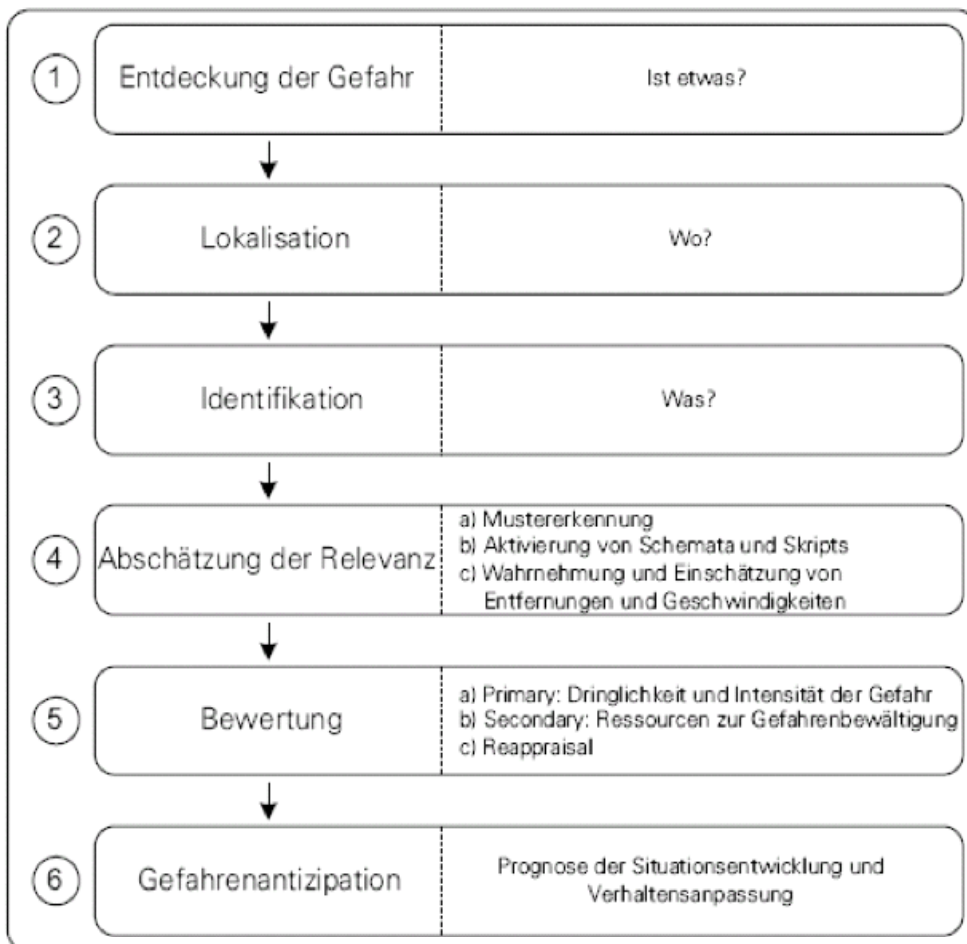 1
Entdeckung der Gefahr
Ist etwas?
2
Lokalisation
Wo?
3
Identifikation
Was?
4
Abschätzung der Relevanz
a) Mustererkennung
b) Aktivierung von Schemata und Skripts
c) Wahrnehmung und Einschätzung von
Entfernungen und Geschwindigkeiten
5
Bewertung
a) Primary: Dringlichkeit und Intensität der Gefahr
b) Secondary: Ressourcen zur Gefahrenbewältigung
c) Reappraisal
6
Gefahrenantizipation
Prognose der Situationsentwicklung und
Verhaltensanpassung